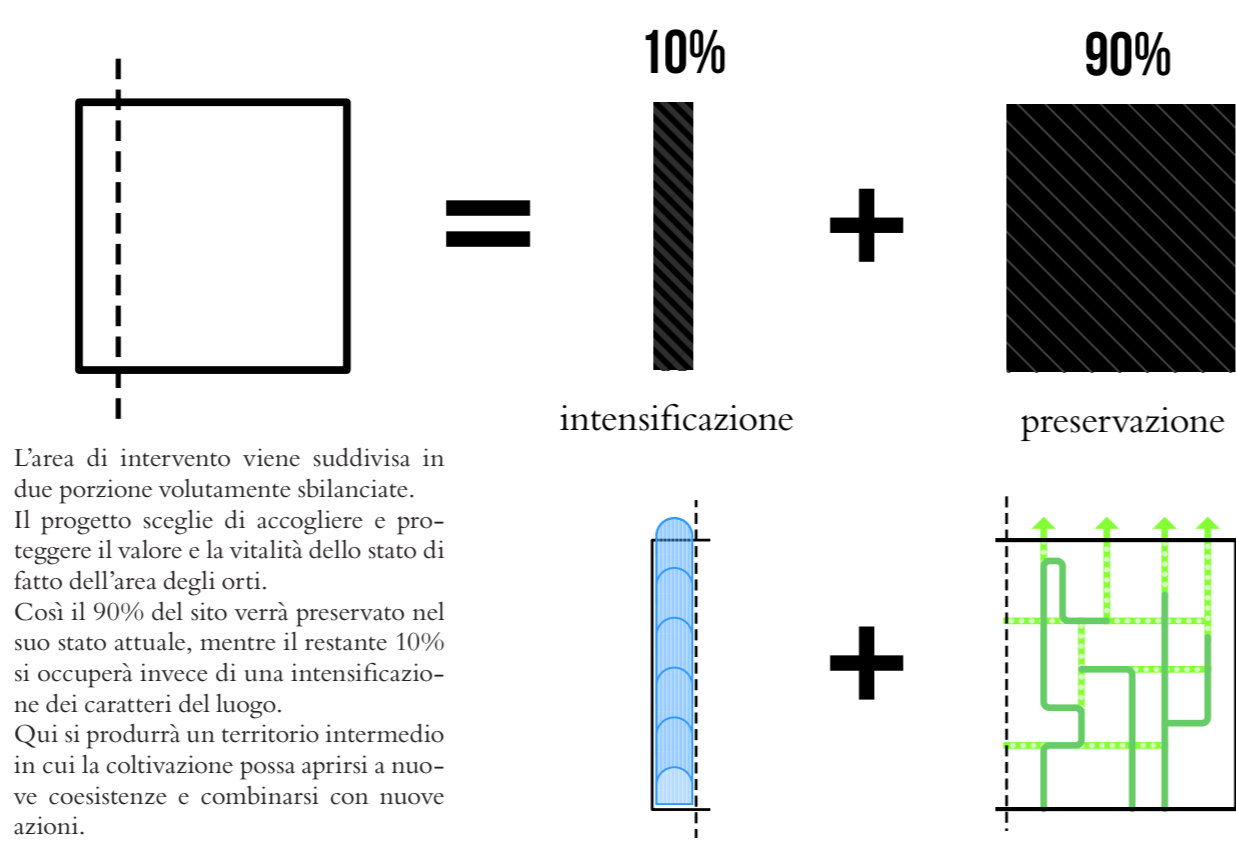 10%
90%
=
+
intensificazione
preservazione
L'area di intervento viene suddivisa in
due porzione volutamente sbilanciate.
Il progetto sceglie di accogliere e pro-
teggere il valore e la vitalità dello stato di
fatto dell'area degli orti.
Così il 90% del sito verrà preservato nel
suo stato attuale, mentre il restante 10%
si occuperà invece di una intensificazio-
ne dei caratteri del luogo.
Qui si produrrà un territorio intermedio
in cui la coltivazione possa aprirsi a nuo-
ve coesistenze e combinarsi con nuove
azioni.
+